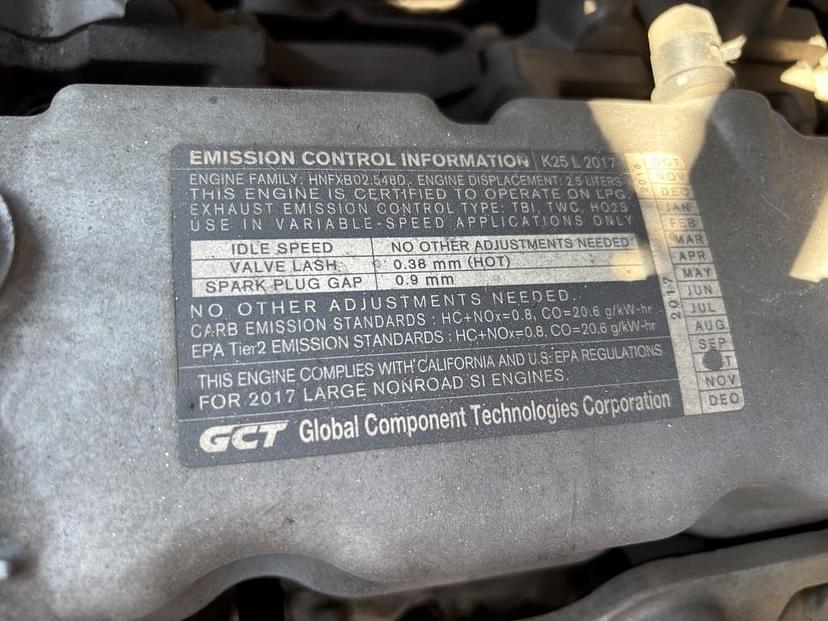 EMISSION CONTROL INFORMATION K25 L 2017
ENGINE FAMILY: HNFXB02.548D, ENGINE DISPLACEMENT: 2.5 LITERS
THIS ENGINE IS CERTIFIED TO OPERATE ON LPG.
EXHAUST EMISSION CONTROL TYPE: TBI, TWC, HO2S
USE IN VARIABLE-SPEED APPLICATIONS ONLY
IDLE SPEED NO OTHER ADJUSTMENTS NEEDED
VALVE LASH 0.38 mm (HOT)
SPARK PLUG GAP 0.9 mm
NO OTHER ADJUSTMENTS NEEDED.
CARB EMISSION STANDARDS : HC+NOx=0.8, CO=20.6 g/kW-hr
EPA Tier2 EMISSION STANDARDS : HC+NOx=0.8, CO=20.6 g/kW-hr
THIS ENGINE COMPLIES WITH CALIFORNIA AND U.S. EPA REGULATIONS
FOR 2017 LARGE NONROAD SI ENGINES.
GCT Global Component Technologies Corporation
2016
OCT
NOV
DEC
2017
JAN
FEB
MAR
APR
MAY
JUN
JUL
AUG
SEP
NOV
DEC